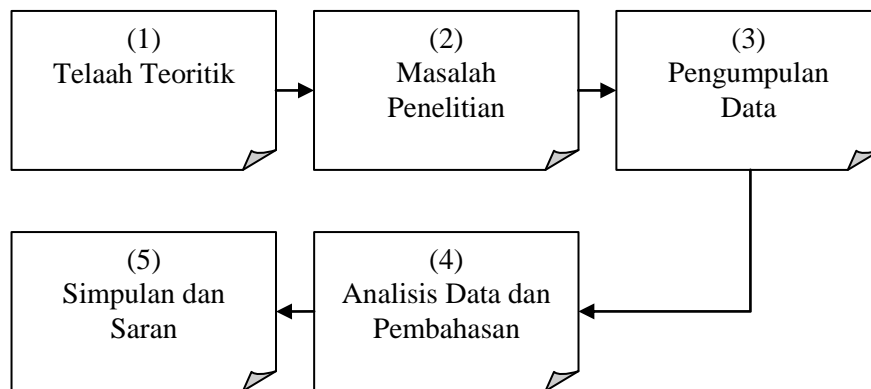 (1)
Telaah Teoritik
(2)
Masalah
Penelitian
(3)
Pengumpulan
Data
(4)
Analisis Data dan
Pembahasan
(5)
Simpulan dan
Saran